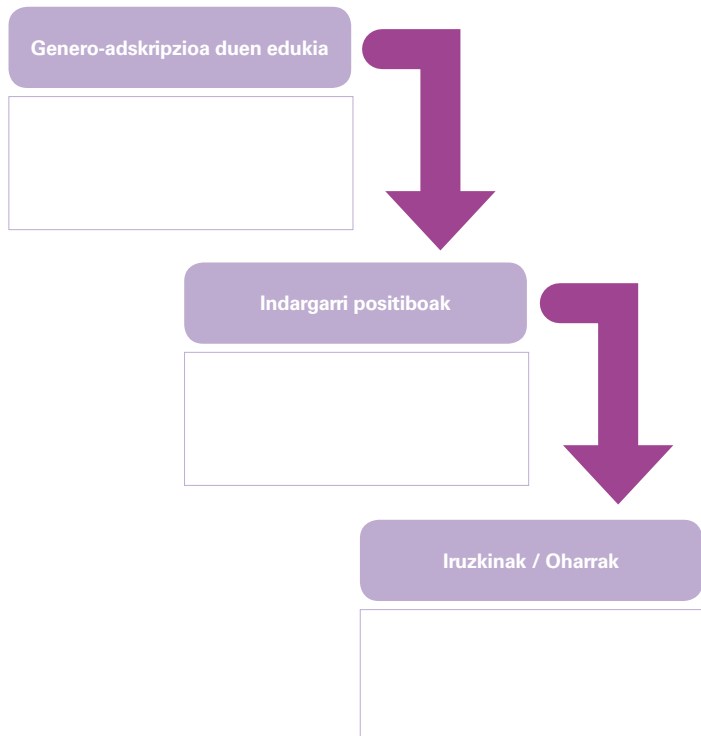 Genero-adskripzioa duen edukia
Indargarri positiboak
Iruzkinak / Oharrak